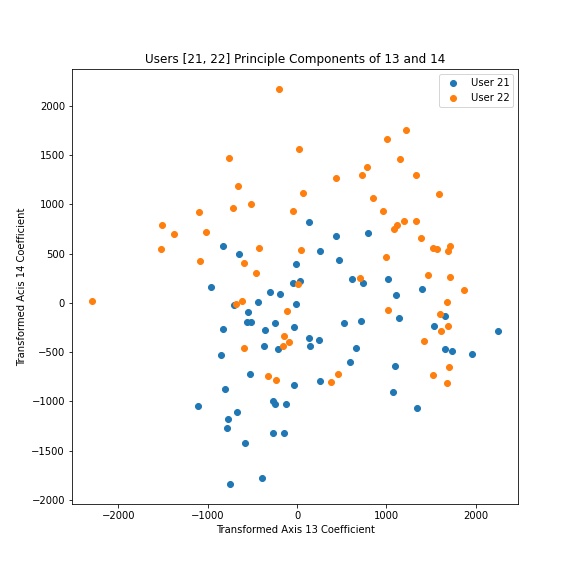 Users [21, 22] Principle Components of 13 and 14
User 21
User 22
2000
1500
1000
500
0
−500
−1000
−1500
−2000
Transformed Acis 14 Coefficient
−2000
−1000
0
1000
2000
Transformed Axis 13 Coefficient